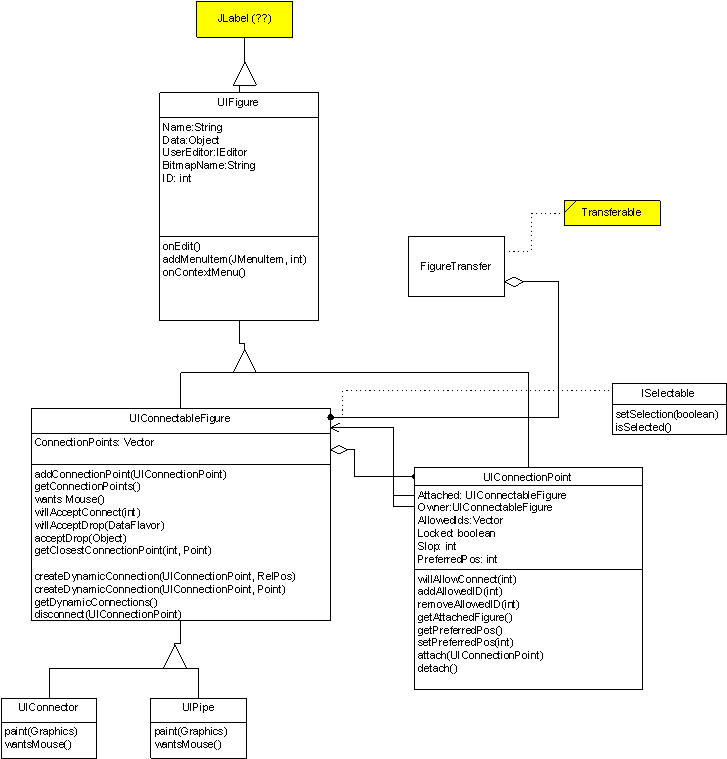 JLabel (??)
UIFigure
Name:String
Data:Object
UserEditor:IEditor
BitmapName:String
ID: int
onEdit()
addMenuItem(JMenuItem, int)
onContextMenu()
Transferable
FigureTransfer
ISelectable
setSelection(boolean)
isSelected()
UIConnectableFigure
ConnectionPoints: Vector
addConnectionPoint(UIConnectionPoint)
getConnectionPoints()
wants Mouse()
willAcceptConnect(int)
willAcceptDrop(DataFlavor)
acceptDrop(Object)
getClosestConnectionPoint(int, Point)
createDynamicConnection(UIConnectionPoint, RelPos)
createDynamicConnection(UIConnectionPoint, Point)
getDynamicConnections()
disconnect(UIConnectionPoint)
UIConnectionPoint
Attached: UIConnectableFigure
Owner:UIConnectableFigure
AllowedIds:Vector
Locked: boolean
Slop: int
PreferredPos: int
willAllowConnect(int)
addAllowedID(int)
removeAllowedID(int)
getAttachedFigure()
getPreferredPos()
setPreferredPos(int)
attach(UIConnectionPoint)
detach()
UIConnector
paint(Graphics)
wantsMouse()
UIPipe
paint(Graphics)
wantsMouse()